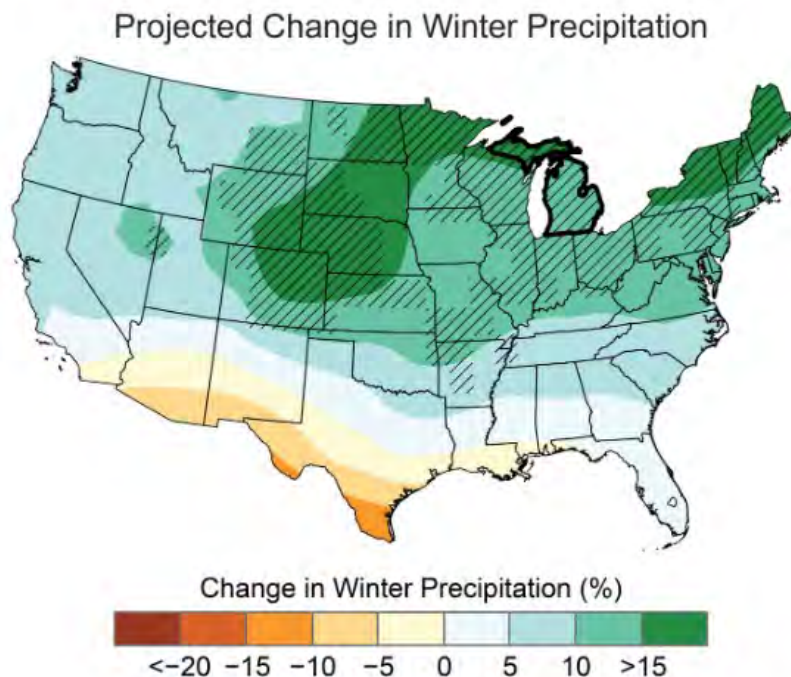 Projected Change in Winter Precipitation
Change in Winter Precipitation (%)
<−20 −15 −10 −5 0 5 10 >15